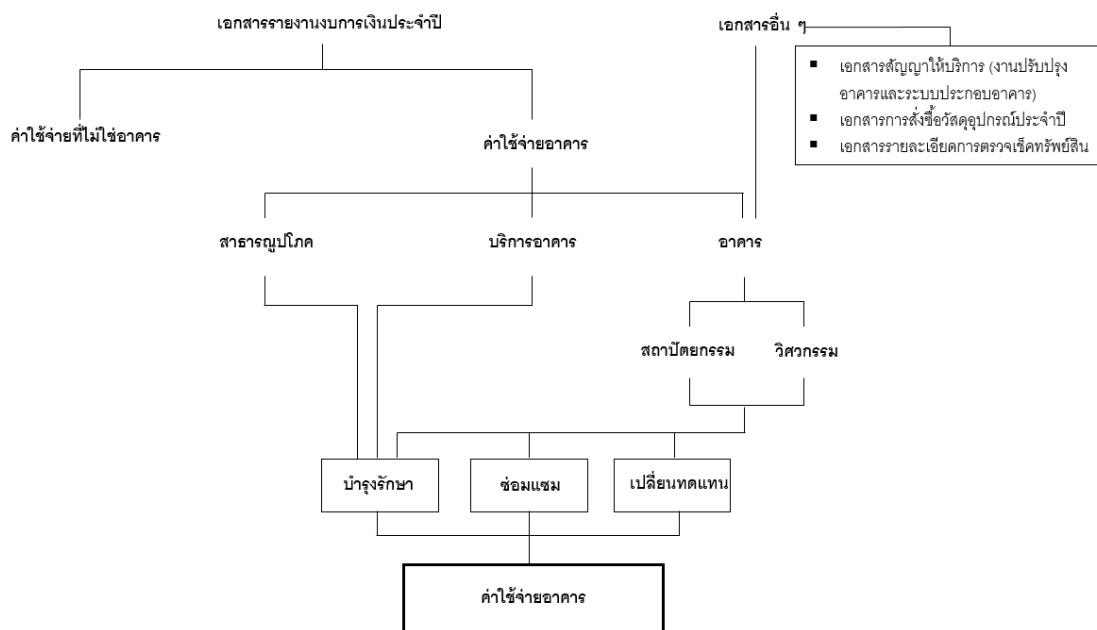 เอกสารรายงานงบการเงินประจำปี
เอกสารอื่น ๆ
▪ เอกสารสัญญาให้บริการ (งานปรับปรุง
อาคารและระบบประกอบอาคาร)
▪ เอกสารการสั่งซื้อวัสดุอุปกรณ์ประจำปี
▪ เอกสารรายละเอียดการตรวจเช็คทรัพย์สิน
ค่าใช้จ่ายที่ไม่ใช่อาคาร
ค่าใช้จ่ายอาคาร
สาธารณูปโภค
บริการอาคาร
อาคาร
สถาปัตยกรรม
วิศวกรรม
บำรุงรักษา
ซ่อมแซม
เปลี่ยนทดแทน
ค่าใช้จ่ายอาคาร